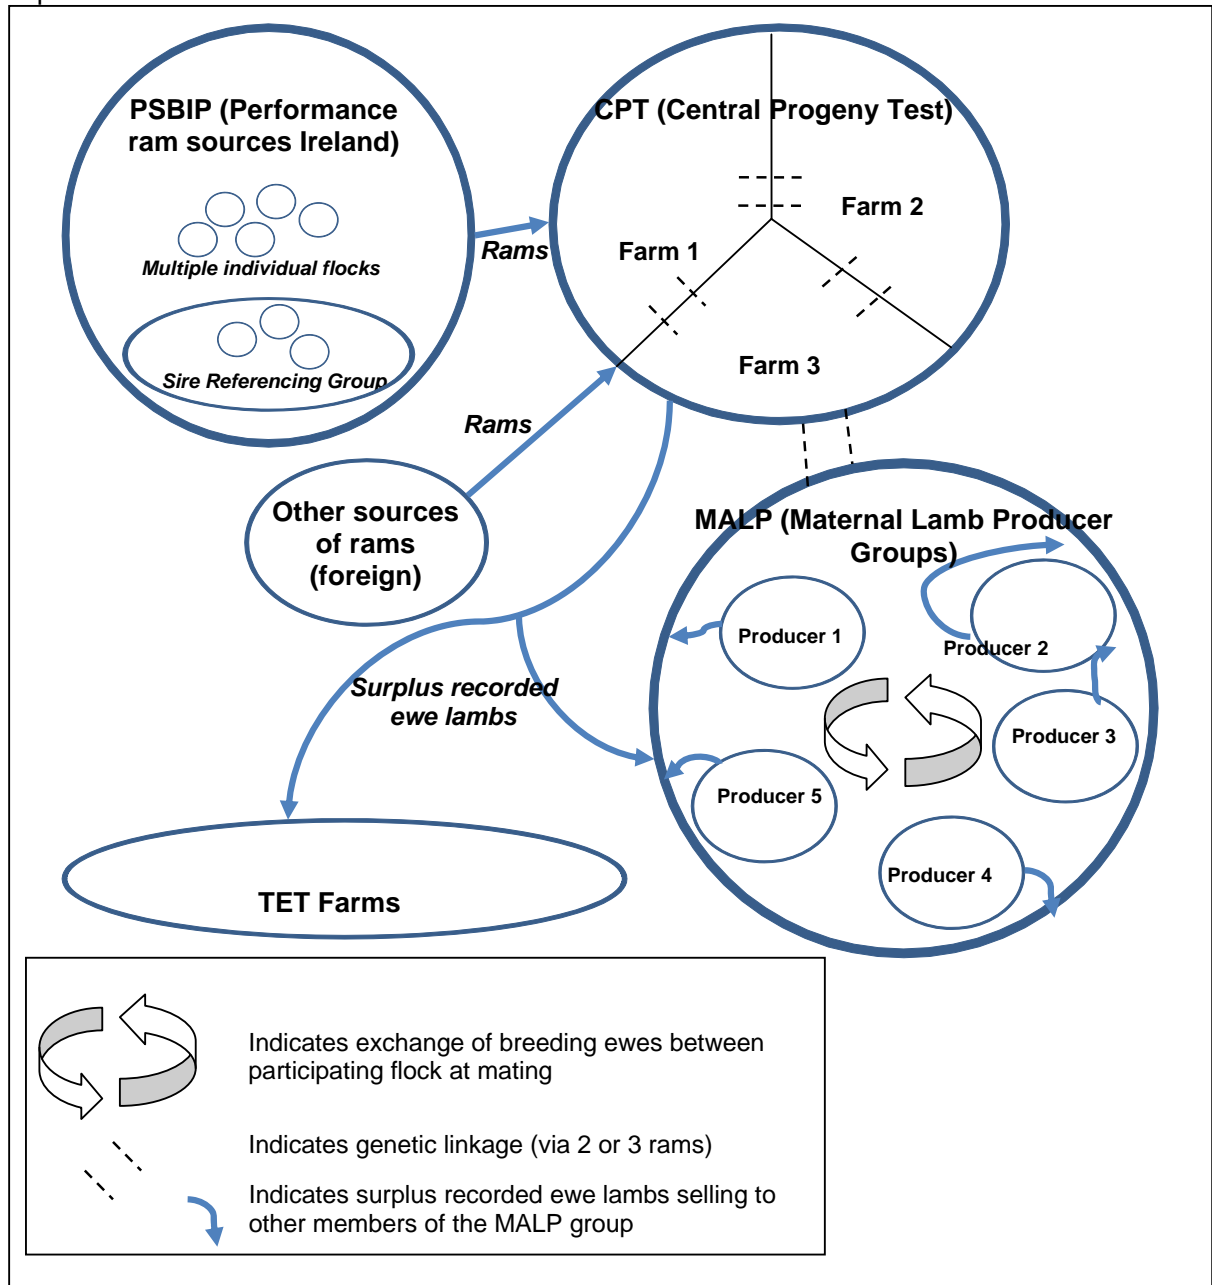 PSBIP (Performance
ram sources Ireland)
Multiple individual flocks
Sire Referencing Group
Rams
CPT (Central Progeny Test)
Farm 2
Farm 1
Farm 3
Rams
Other sources
of rams
(foreign)
MALP (Maternal Lamb Producer
Groups)
Producer 1
Producer 2
Producer 3
Producer 5
Producer 4
Surplus recorded
ewe lambs
TET Farms
Indicates exchange of breeding ewes between
participating flock at mating
Indicates genetic linkage (via 2 or 3 rams)
Indicates surplus recorded ewe lambs selling to
other members of the MALP group